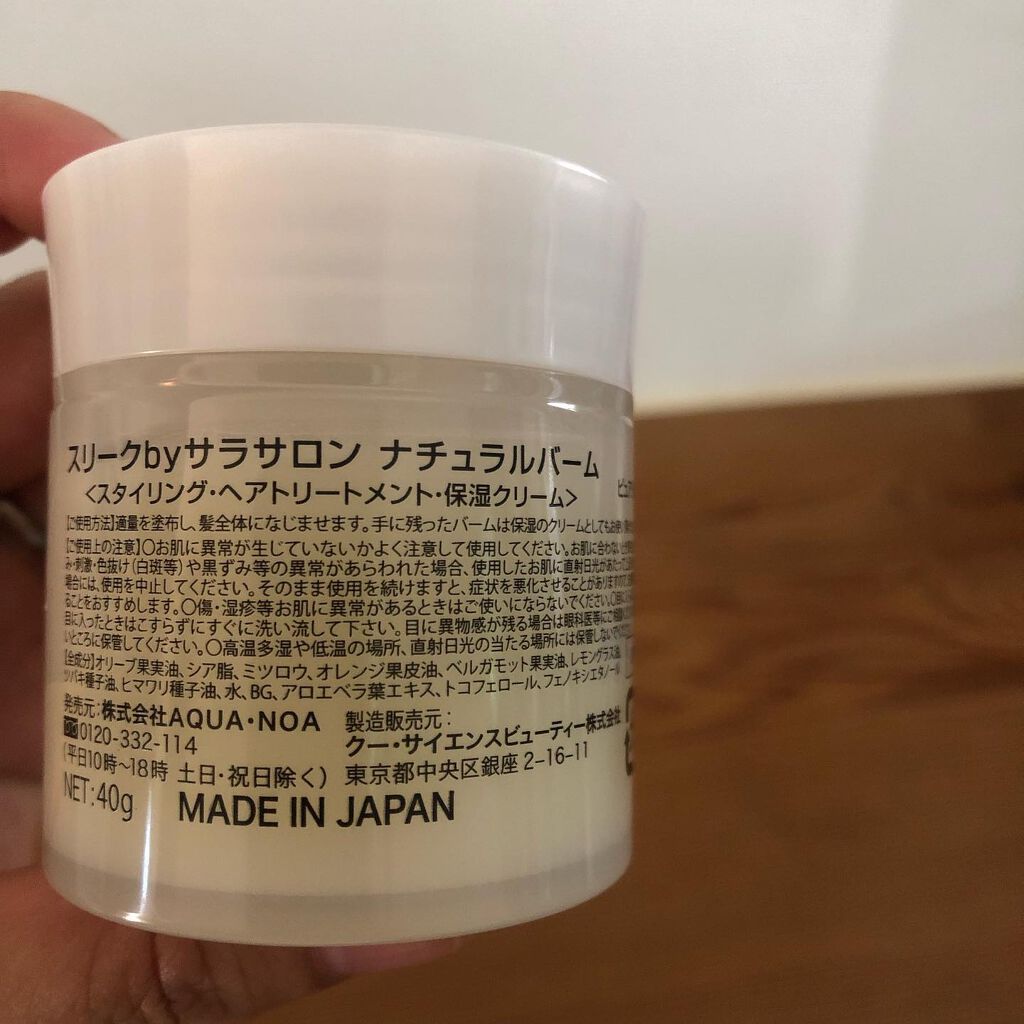 スリークbyサラサロン ナチュラルバーム
<スタイリング・ヘアトリートメント・保湿クリーム>
【ご使用方法】適量を塗布し、髪全体になじませます。手に残ったバームは保湿のクリームとしてもお使い
【ご使用上の注意】〇お肌に異常が生じていないかよく注意して使用してください。お肌に合わない
み・刺激・色抜け(白斑等)や黒ずみ等の異常があらわれた場合、使用したお肌に直射日光があたって
場合には、使用を中止してください。そのまま使用を続けますと、症状を悪化させることがありますので
ることをおすすめします。〇傷・湿疹等お肌に異常があるときはご使いにならないでください。〇目に
目に入ったときはこすらずにすぐに洗い流して下さい。目に異物感が残る場合は眼科医等にご相談
いところに保管してください。〇高温多湿や低温の場所、直射日光の当たる場所には保管しないで
【全成分】オリーブ果実油、シア脂、ミツロウ、オレンジ果皮油、ベルガモット果実油、レモングラス油、
ツバキ種子油、ヒマワリ種子油、水、BG、アロエベラ葉エキス、トコフェロール、フェノキシエタノール
発売元:株式会社AQUA・NOA
0120-332-114
(平日10時〜18時 土日・祝日除く)
製造販売元:
クー・サイエンスビューティー株式会社
東京都中央区銀座 2-16-11
NET:40g MADE IN JAPAN